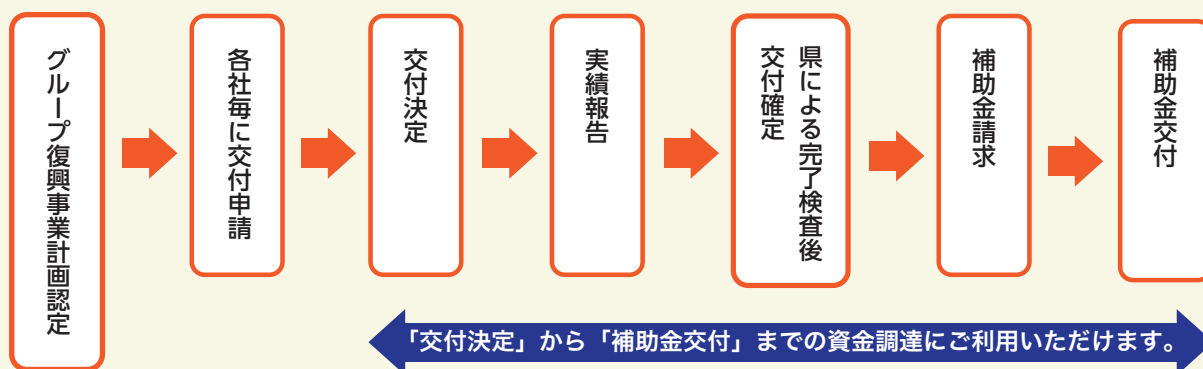 グループ復興事業計画認定
各社毎に交付申請
交付決定
実績報告
県による完了検査後
交付確定
補助金請求
補助金交付
「交付決定」から「補助金交付」までの資金調達にご利用いただけます。